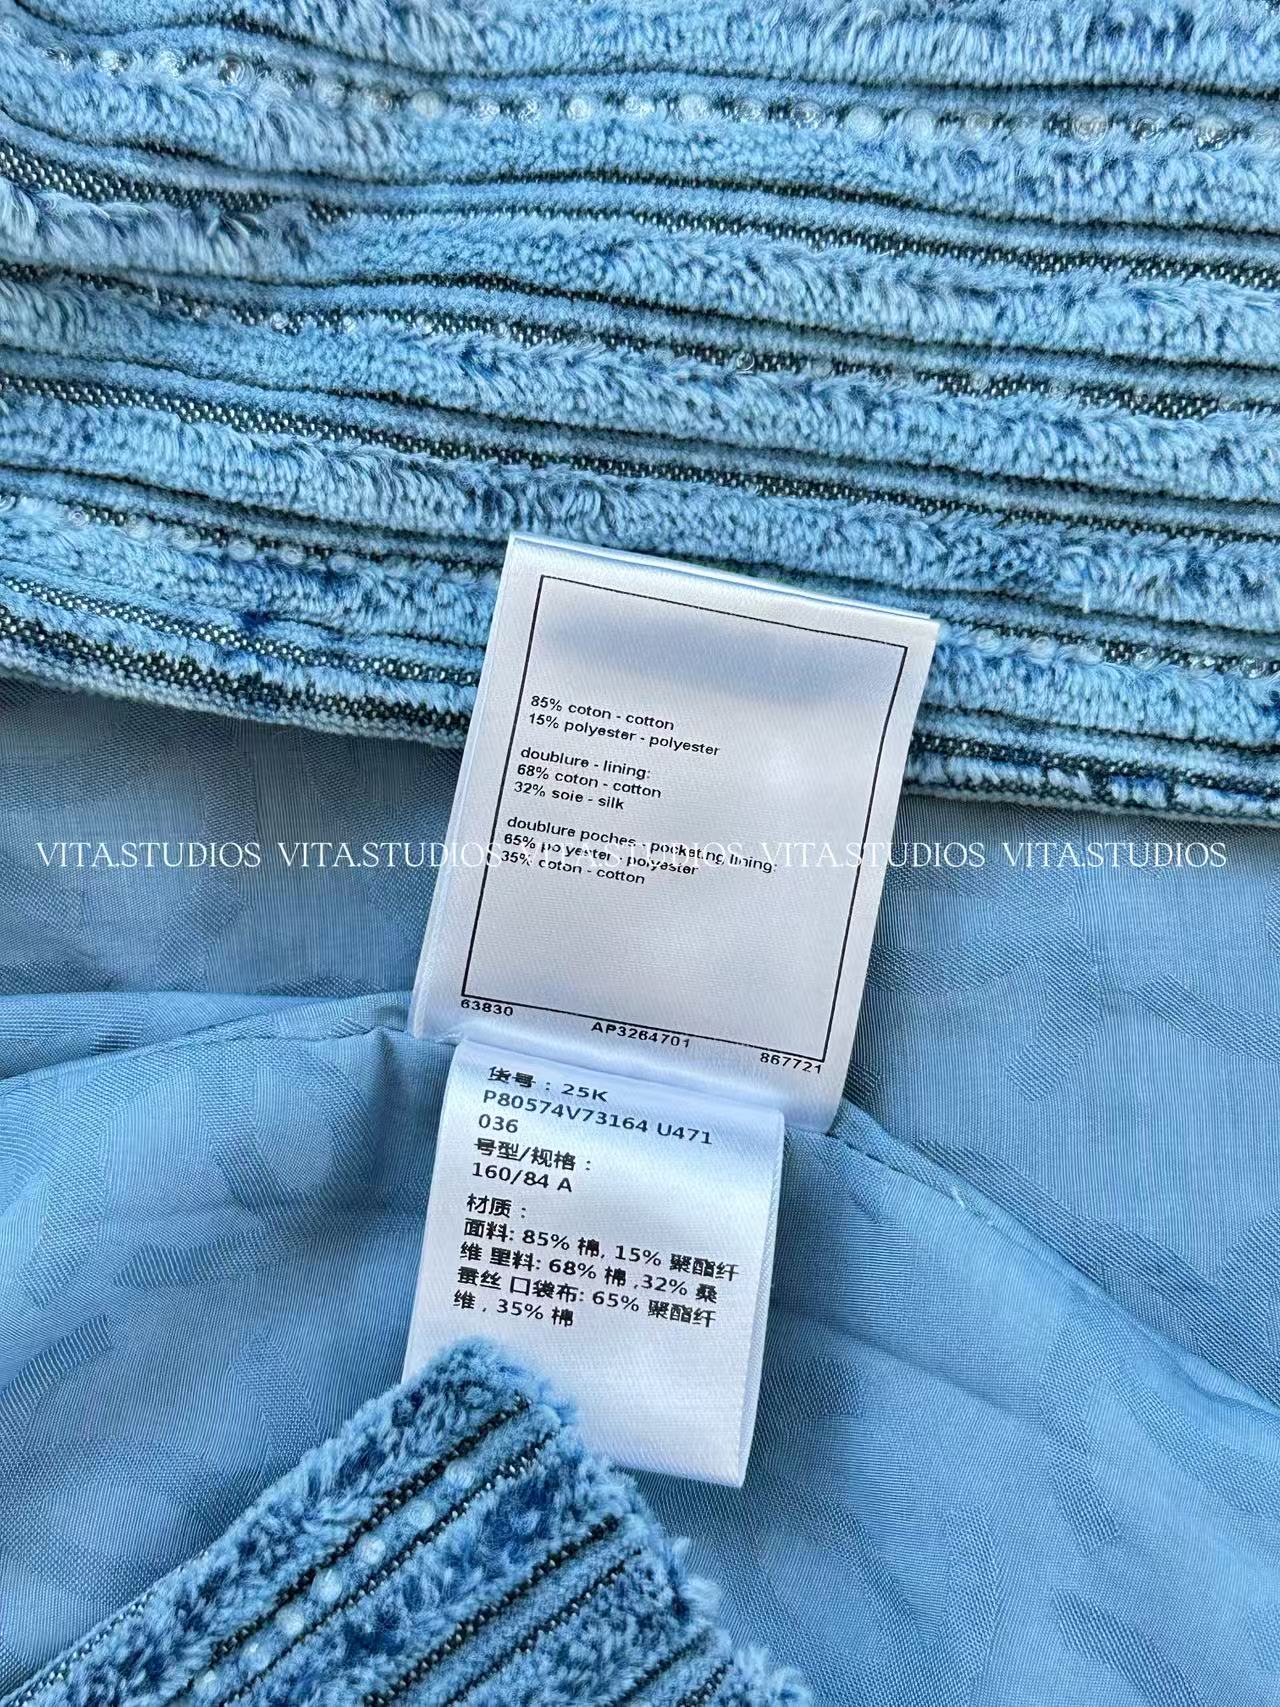 85% coton - cotton
15% polyester - polyester
doublure - lining:
68% coton - cotton
32% soie - silk
doublure poches - pocketing lining:
65% polyester - polyester
35% coton - cotton
VITA.STUDIOS VITA.STUDIOS VITA.STUDIOS VITA.STUDIOS VITA.STUDIOS
63830 AP3264701 867721
货号：25K
P80574V73164 U471
036
号型/规格：
160/84 A
材质：
面料: 85% 棉, 15% 聚酯纤
维 里料: 68% 棉 ,32% 桑
蚕丝 口袋布: 65% 聚酯纤
维 , 35% 棉